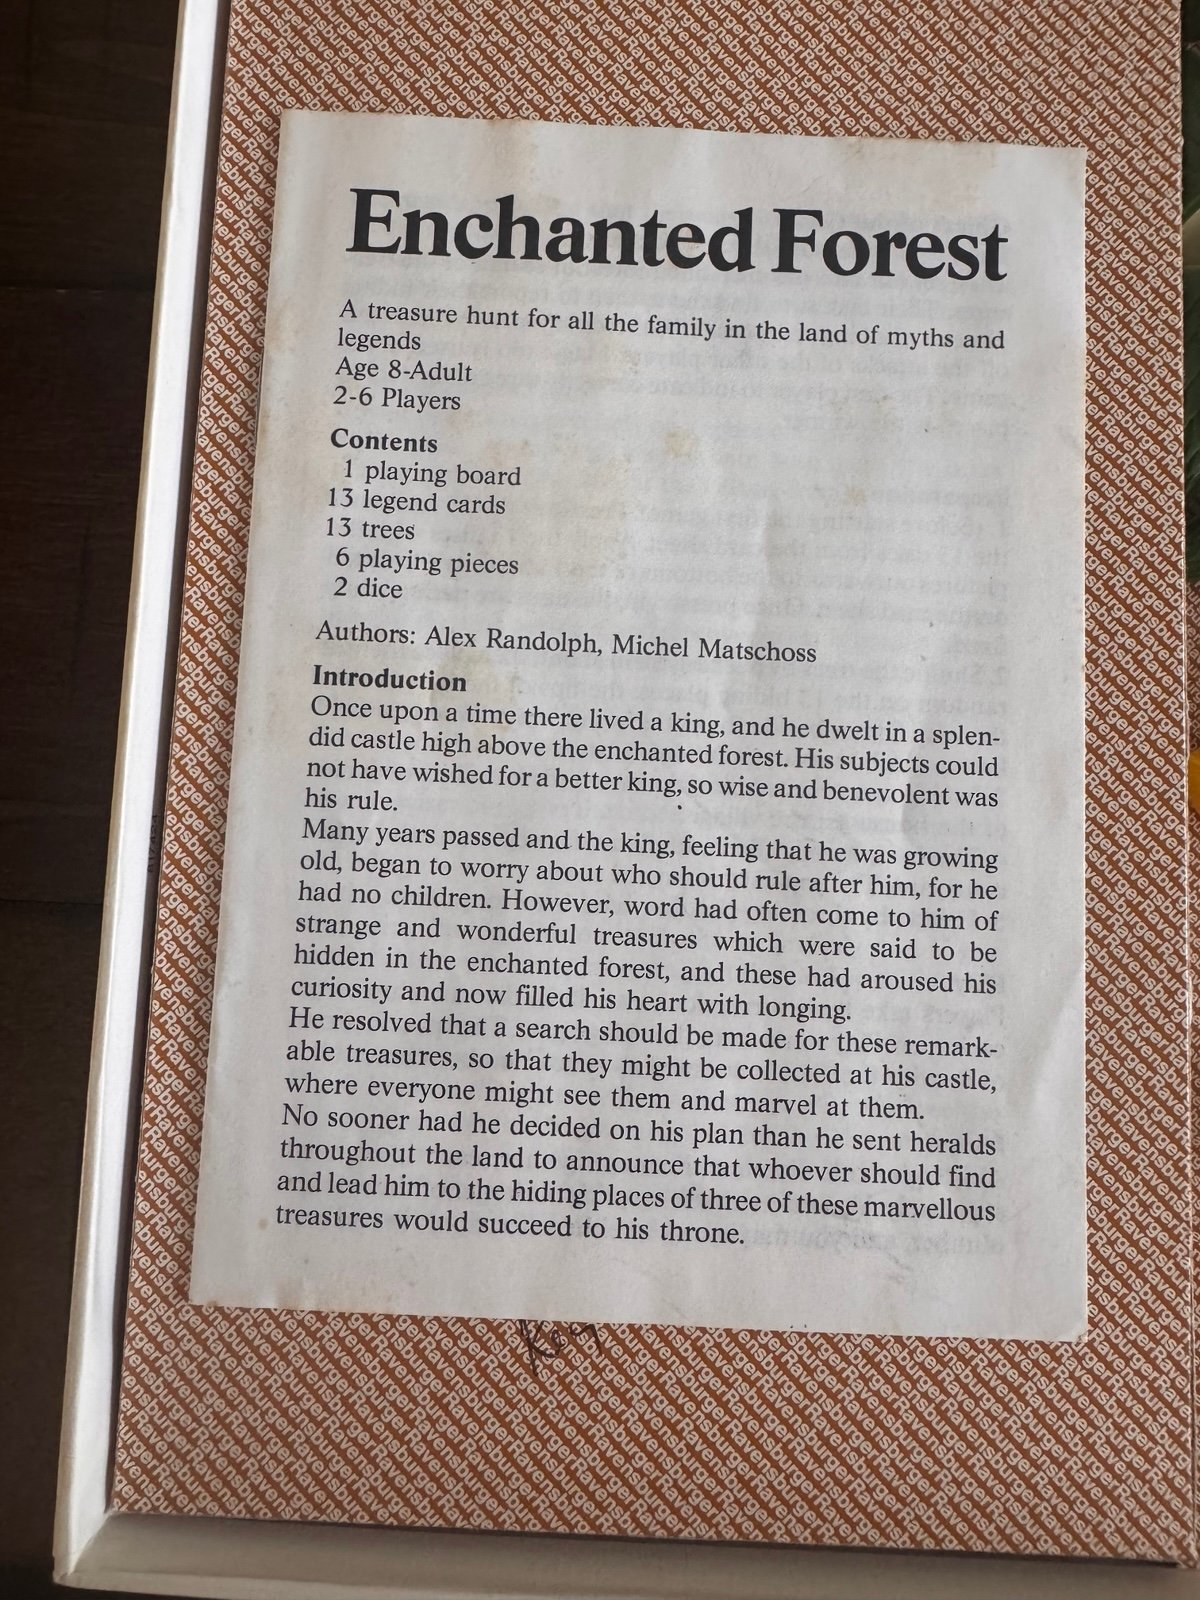 Enchanted Forest
A treasure hunt for all the family in the land of myths and
legends
Age 8-Adult
2-6 Players
Contents
1 playing board
13 legend cards
13 trees
6 playing pieces
2 dice
Authors: Alex Randolph, Michel Matschoss
Introduction
Once upon a time there lived a king, and he dwelt in a splen-
did castle high above the enchanted forest. His subjects could
not have wished for a better king, so wise and benevolent was
his rule.
Many years passed and the king, feeling that he was growing
old, began to worry about who should rule after him, for he
had no children. However, word had often come to him of
strange and wonderful treasures which were said to be
hidden in the enchanted forest, and these had aroused his
curiosity and now filled his heart with longing.
He resolved that a search should be made for these remark-
able treasures, so that they might be collected at his castle,
where everyone might see them and marvel at them.
No sooner had he decided on his plan than he sent heralds
throughout the land to announce that whoever should find
and lead him to the hiding places of three of these marvellous
treasures would succeed to his throne.